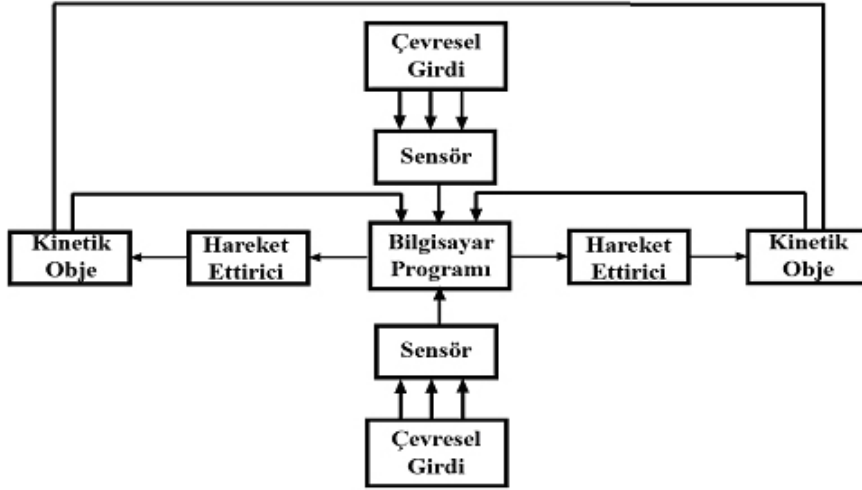 Çevresel
Girdi
Sensör
Kinetik
Obje
Hareket
Ettirici
Bilgisayar
Programı
Hareket
Ettirici
Kinetik
Obje
Sensör
Çevresel
Girdi